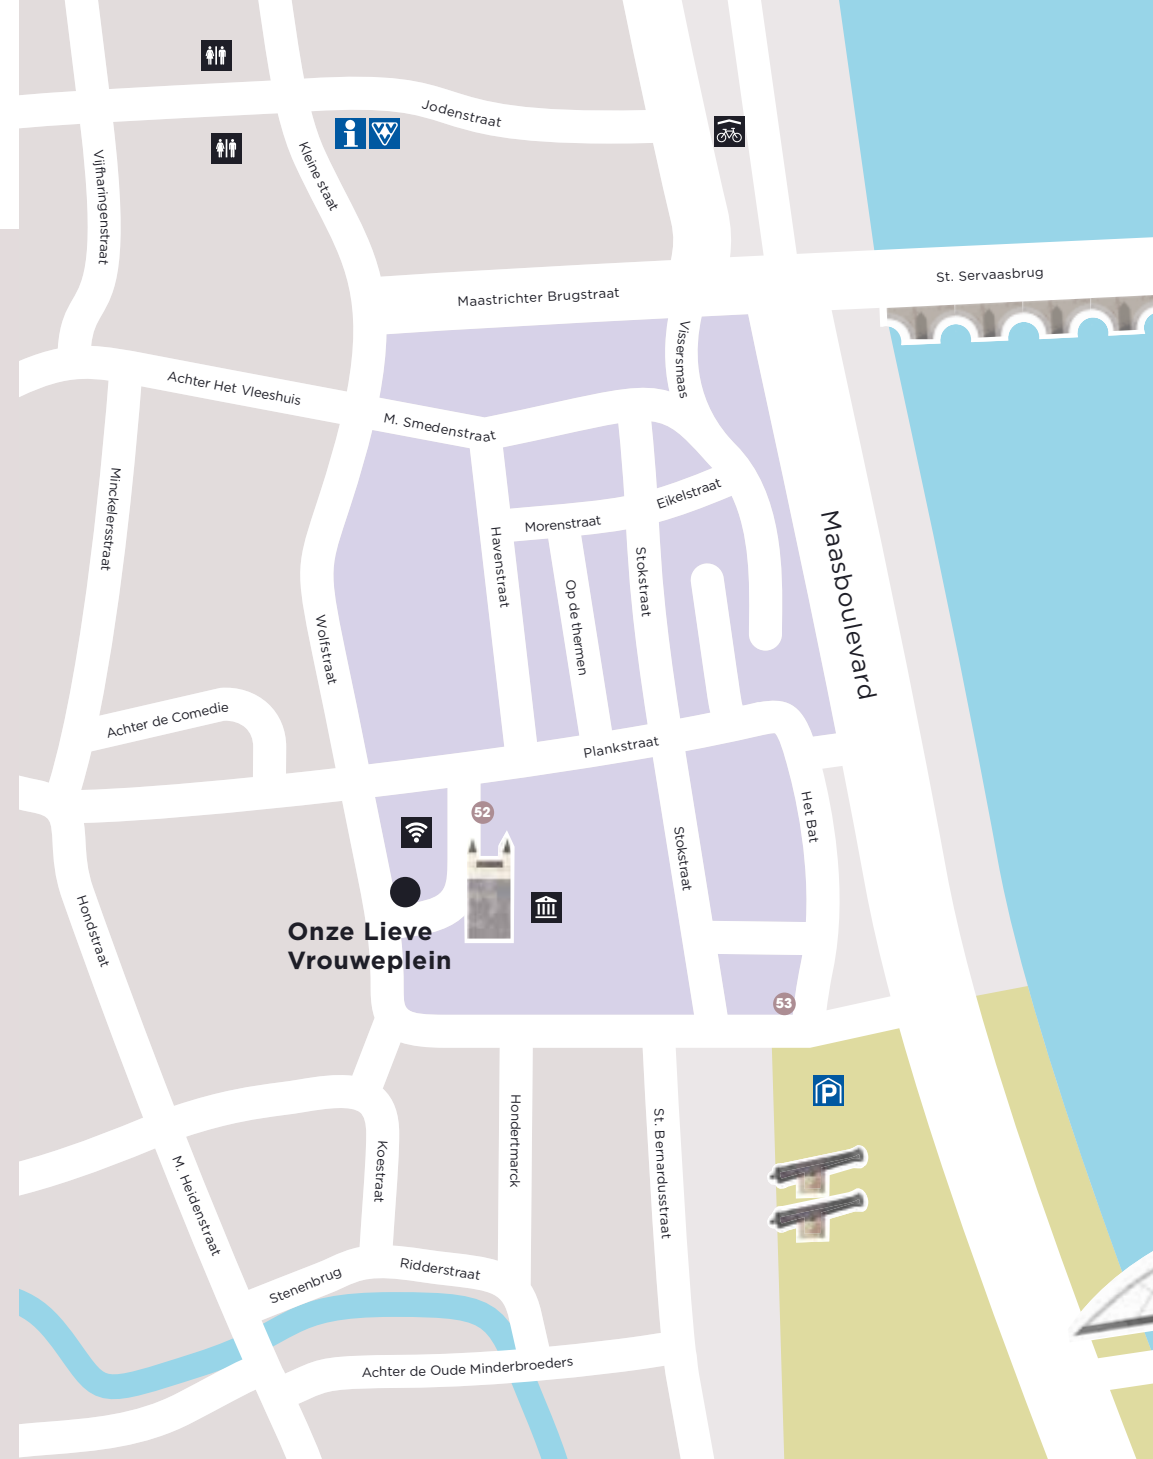 Jodenstraat
Vijfharingenstraat
Kleine staat
St. Servaasbrug
Maastrichter Brugstraat
Vissersmaas
Achter Het Vleeshuis
M. Smedenstraat
Minckelersstraat
Eikelstraat
Morenstraat
Havenstraat
Stokstraat
Maasboulevard
Op de thermen
Wolfstraat
Achter de Comedie
Plankstraat
52
Het Bat
Stokstraat
Hondstraat
Onze Lieve
Vrouweplein
53
P
Hondertmarck
St. Bernardusstraat
Koestraat
M. Heidenstraat
Stenenbrug
Ridderstraat
Achter de Oude Minderbroeders